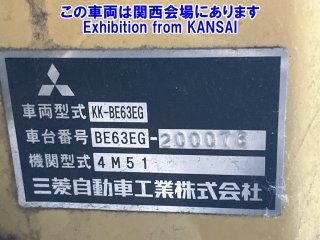 この車両は関西会場にあります
Exhibition from KANSAI
車両型式 KK-BE63EG
車台番号 BE63EG-200076
機関型式 4M51
三菱自動車工業株式会社